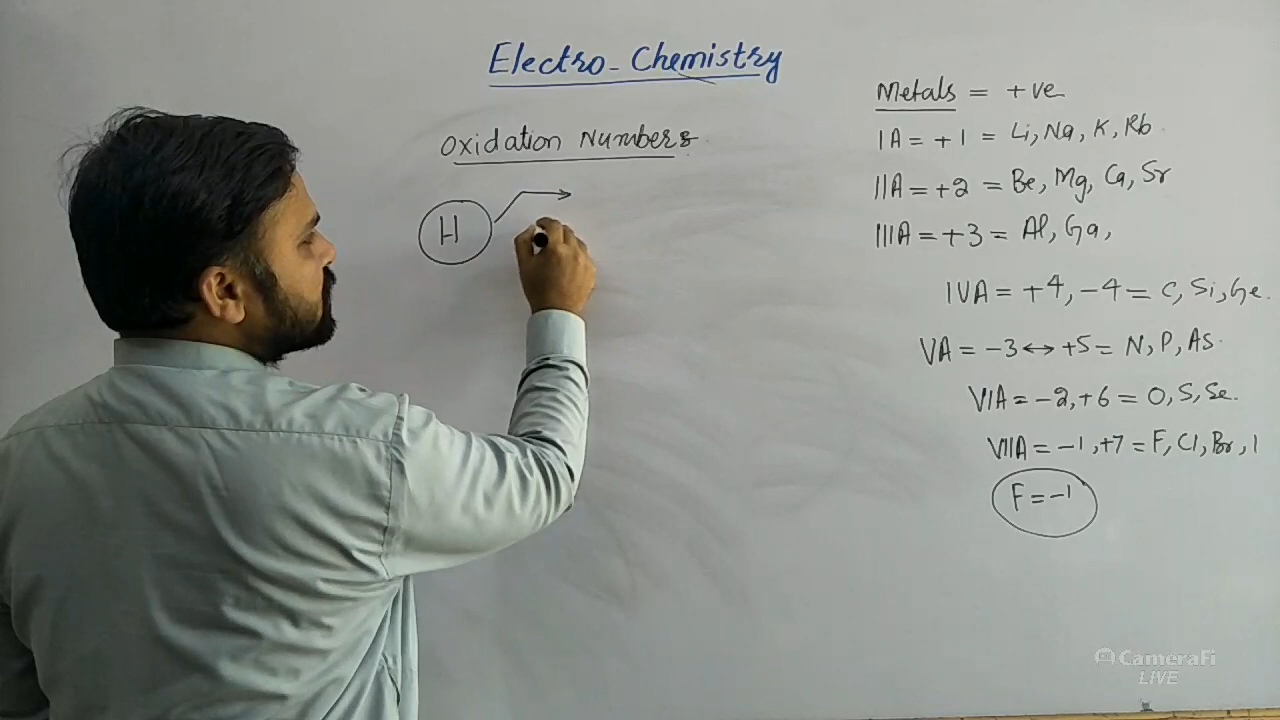 Electro-Chemistry
Oxidation Numbers
H
Metals = +ve
IA = +1 = Li, Na, K, Rb
IIA = +2 = Be, Mg, Ca, Sr
IIIA = +3 = Al, Ga,
IVA = +4, -4 = C, Si, Ge.
VA = -3 ↔ +5 = N, P, As.
VIA = -2, +6 = O, S, Se.
VIIA = -1, +7 = F, Cl, Br, I
F = -1
CameraFi
LIVE